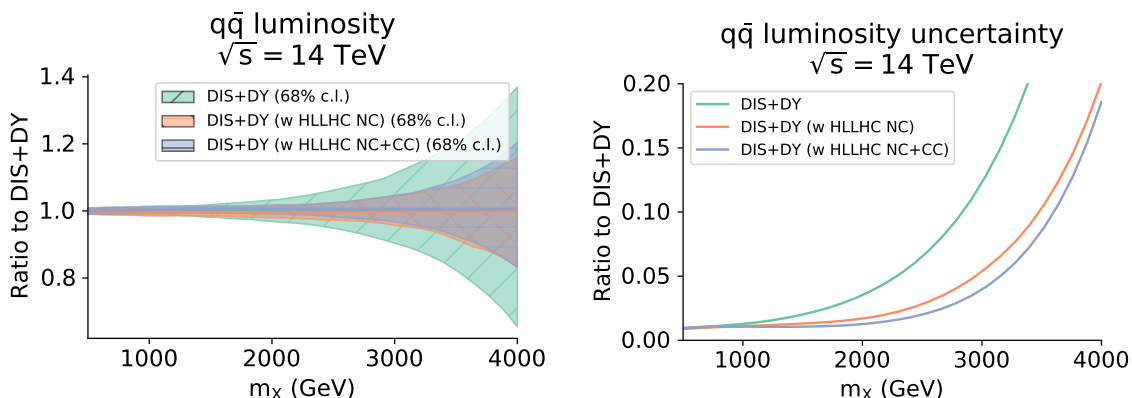 qq̄ luminosity
√s = 14 TeV
Ratio to DIS+DY
1.4
1.2
1.0
0.8
DIS+DY (68% c.l.)
DIS+DY (w HLLHC NC) (68% c.l.)
DIS+DY (w HLLHC NC+CC) (68% c.l.)
1000 2000 3000 4000
mX (GeV)
qq̄ luminosity uncertainty
√s = 14 TeV
Ratio to DIS+DY
0.20
0.15
0.10
0.05
0.00
DIS+DY
DIS+DY (w HLLHC NC)
DIS+DY (w HLLHC NC+CC)
1000 2000 3000 4000
mX (GeV)